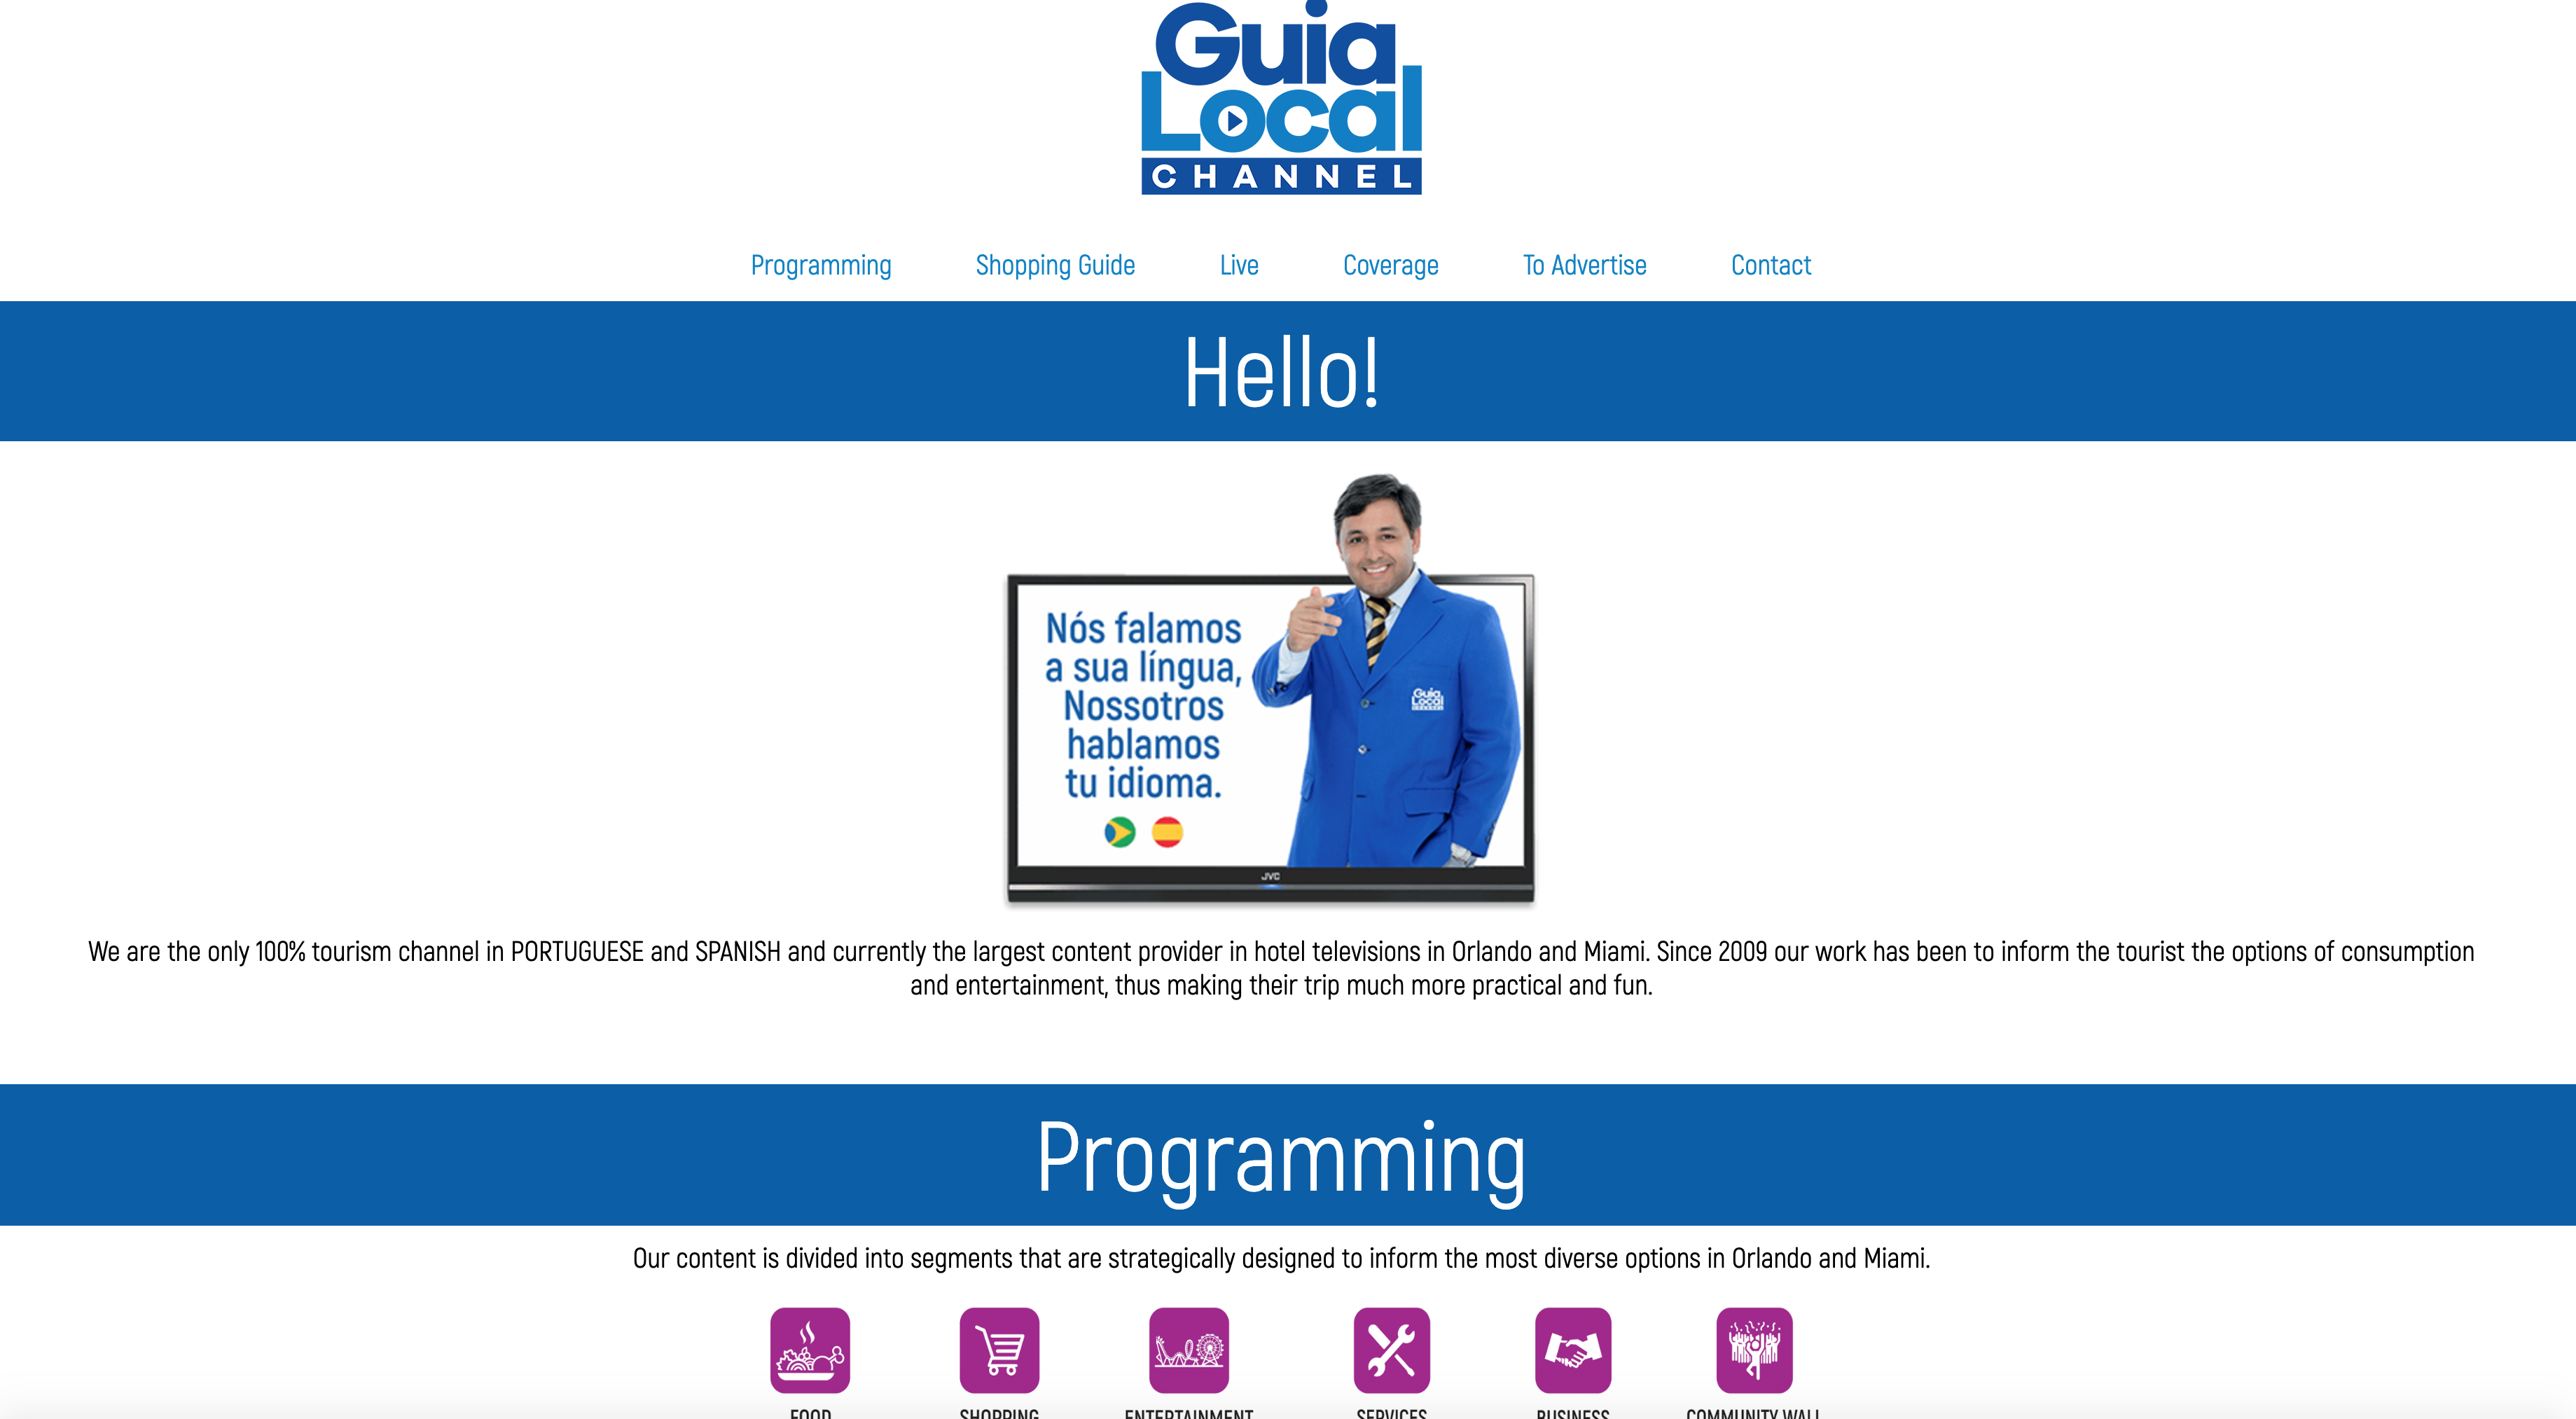 Guia
Local
CHANNEL
Programming Shopping Guide Live Coverage To Advertise Contact
Hello!
Nós falamos
a sua língua,
Nossotros
hablamos
tu idioma.
Guia
Local
CHANNEL
JVC
We are the only 100% tourism channel in PORTUGUESE and SPANISH and currently the largest content provider in hotel televisions in Orlando and Miami. Since 2009 our work has been to inform the tourist the options of consumption
and entertainment, thus making their trip much more practical and fun.
Programming
Our content is divided into segments that are strategically designed to inform the most diverse options in Orlando and Miami.
FOOD SHOPPING ENTERTAINMENT SERVICES BUSINESS COMMUNITY WALL